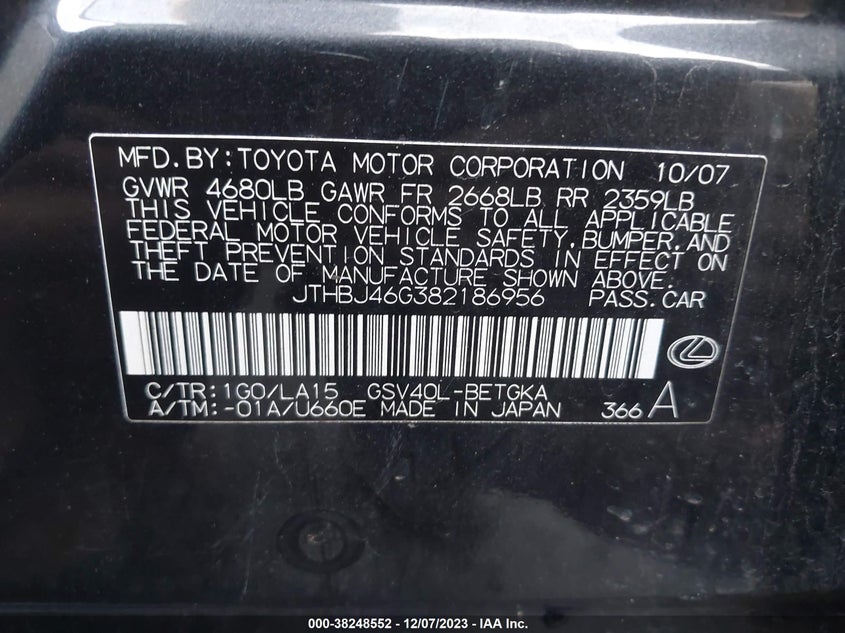 MFD.BY:TOYOTA MOTOR CORPORATION 10/07
GVWR 4680LB GAWR FR 2668LB RR 2359LB
THIS VEHICLE CONFORMS TO ALL APPLICABLE
FEDERAL MOTOR VEHICLE SAFETY,BUMPER,AND
THEFT PREVENTION STANDARDS IN EFFECT ON
THE DATE OF MANUFACTURE SHOWN ABOVE.
JTHBJ46G382186956 PASS.CAR
C/TR:1G0/LA15 GSV40L-BETGKA
A/TM:-01A/U660E MADE IN JAPAN 366 A
000-38248552 - 12/07/2023 - IAA Inc.